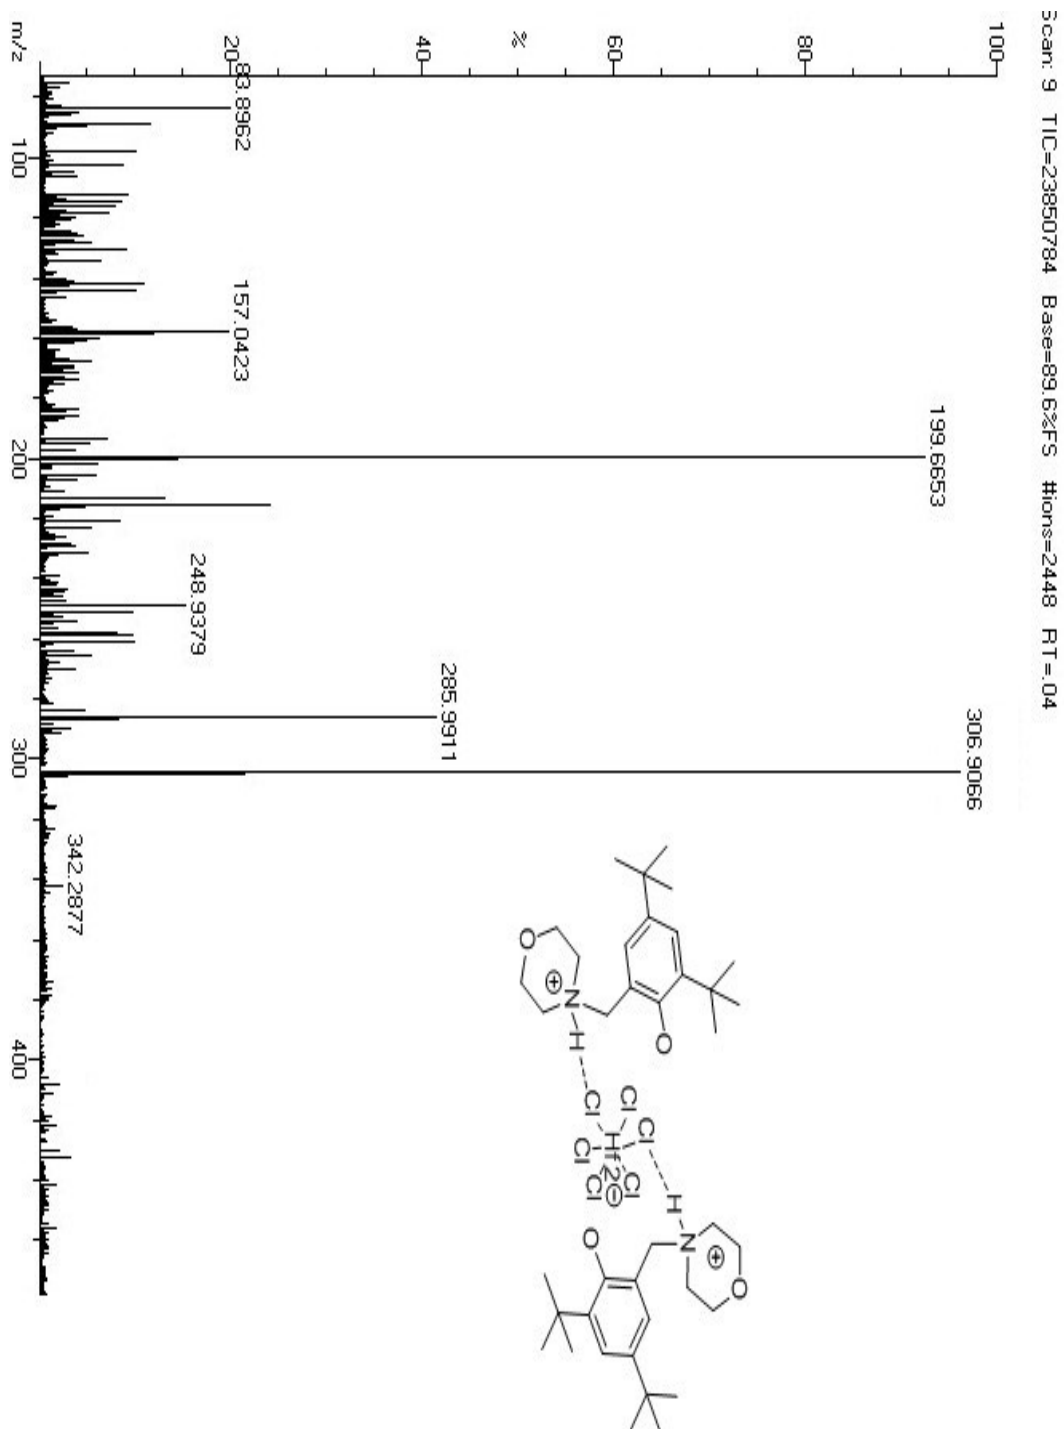 Scan: 9 TIC=23850784 Base=89.6%FS #ions=2448 RT=.04
100
80
60
40
20
%
m/z
100
200
300
400
83.8962
157.0423
199.6653
248.9379
285.9911
306.9066
342.2877
O
⊕
N
H
O
Cl
Cl
Cl
Hf2⊖
Cl
Cl
Cl
H
N
⊕
O
O